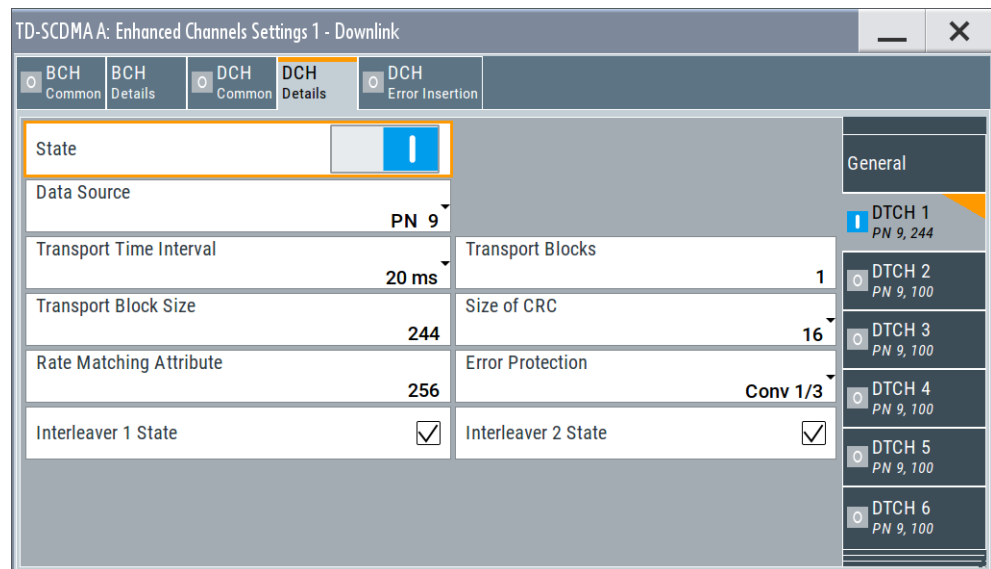 TD-SCDMA A: Enhanced Channels Settings 1 - Downlink
BCH Common
BCH Details
DCH Common
DCH Details
DCH Error Insertion
State
Data Source
PN 9
Transport Time Interval
20 ms
Transport Blocks
1
Transport Block Size
244
Size of CRC
16
Rate Matching Attribute
256
Error Protection
Conv 1/3
Interleaver 1 State
Interleaver 2 State
General
DTCH 1
PN 9, 244
DTCH 2
PN 9, 100
DTCH 3
PN 9, 100
DTCH 4
PN 9, 100
DTCH 5
PN 9, 100
DTCH 6
PN 9, 100